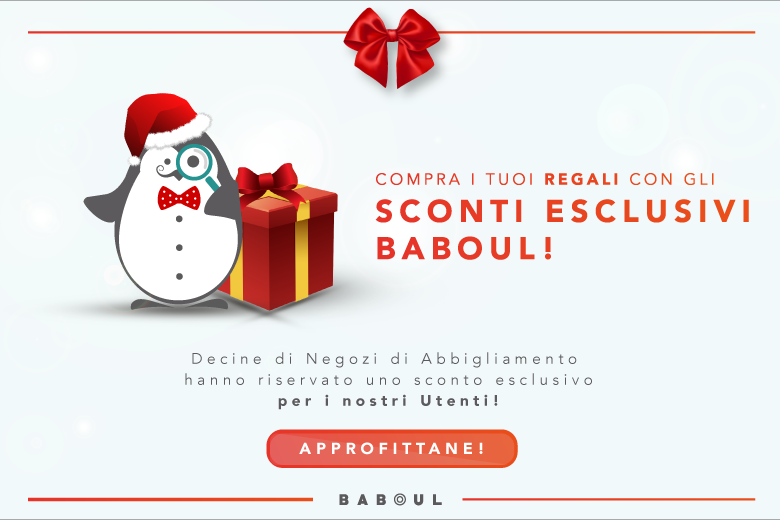 COMPRA I TUOI REGALI CON GLI
SCONTI ESCLUSIVI
BABOUL!
Decine di Negozi di Abbigliamento
hanno riservato uno sconto esclusivo
per i nostri Utenti!
APPROFITTANE!
BABOUL